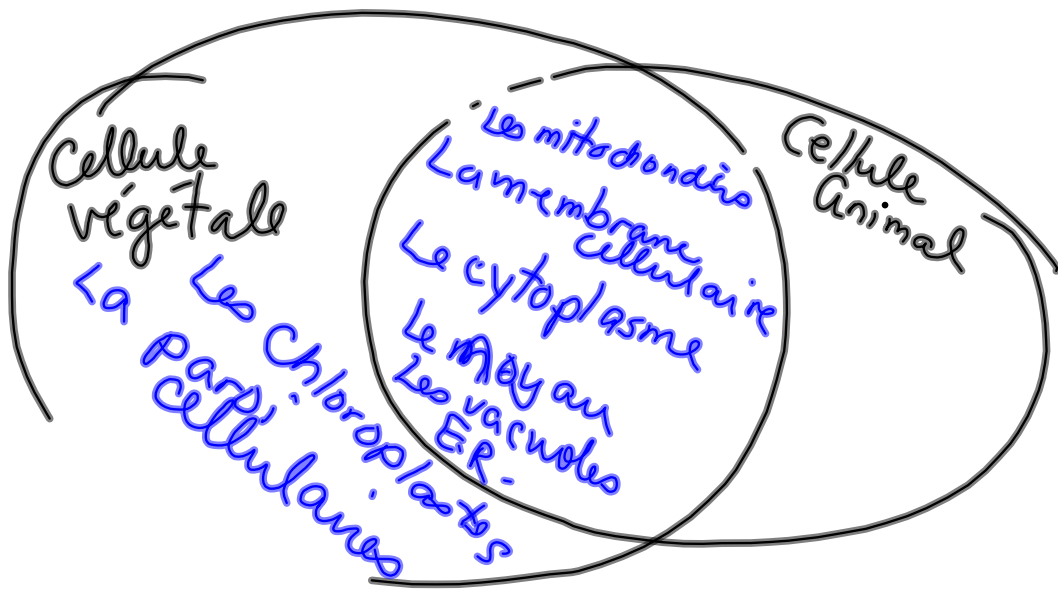 Cellule
végétale
La paroi
cellulaires
Les chloroplastes
Les mitochondries
La membrane
cellulaire
Le cytoplasme
Le noyau
Les vacuoles
E.R.
Cellule
Animal